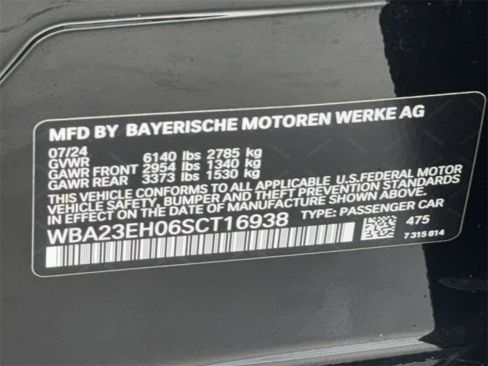 MFD BY BAYERISCHE MOTOREN WERKE AG
07/24
GVWR 6140 lbs 2785 kg
GAWR FRONT 2954 lbs 1340 kg
GAWR REAR 3373 lbs 1530 kg
THIS VEHICLE CONFORMS TO ALL APPLICABLE U.S.FEDERAL MOTOR
VEHICLE SAFETY, BUMPER AND THEFT PREVENTION STANDARDS
IN EFFECT ON THE DATE OF MANUFACTURE SHOWN ABOVE.
WBA23EH06SCT16938 TYPE: PASSENGER CAR
475
7 315 814